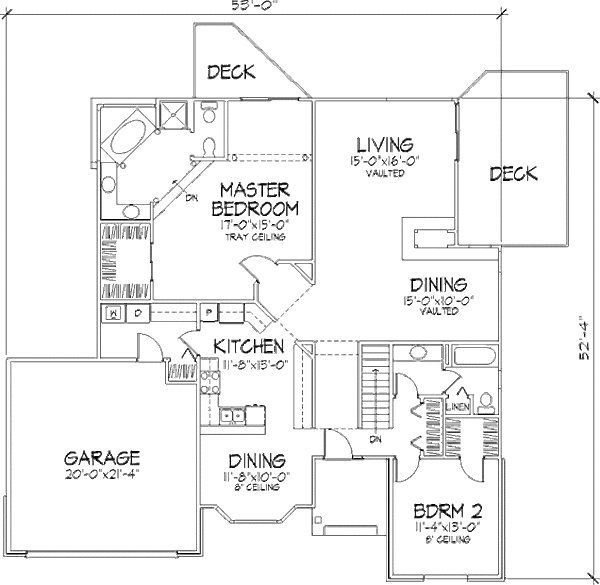 53'-0"
DECK
LIVING
15'-0"x16'-0"
VAULTED
DECK
MASTER
BEDROOM
17'-0"x15'-0"
TRAY CEILING
DN
DINING
15'-0"x10'-0"
VAULTED
W D
P
KITCHEN
11'-8"x13'-0"
52'-4"
LINEN
DN
GARAGE
20'-0"x21'-4"
DINING
11'-8"x10'-0"
8' CEILING
BDRM 2
11'-4"x13'-0"
8' CEILING